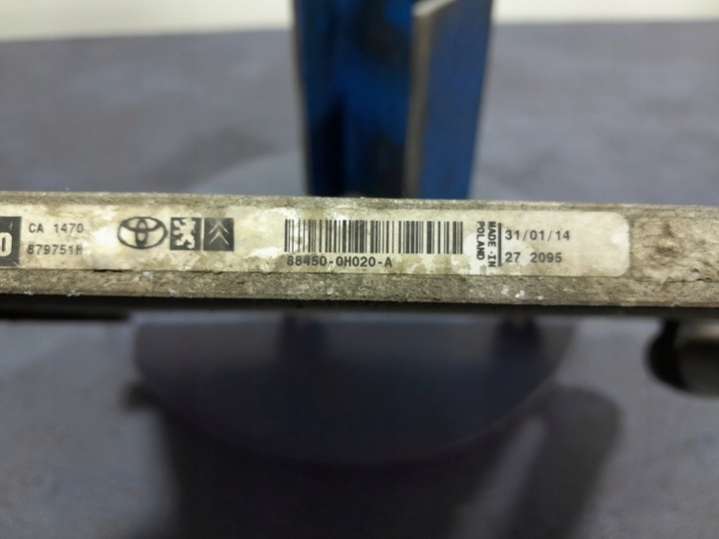 CA 1470
879751H
88450-0H020-A
MADE-IN
POLAND
31/01/14
27 2095